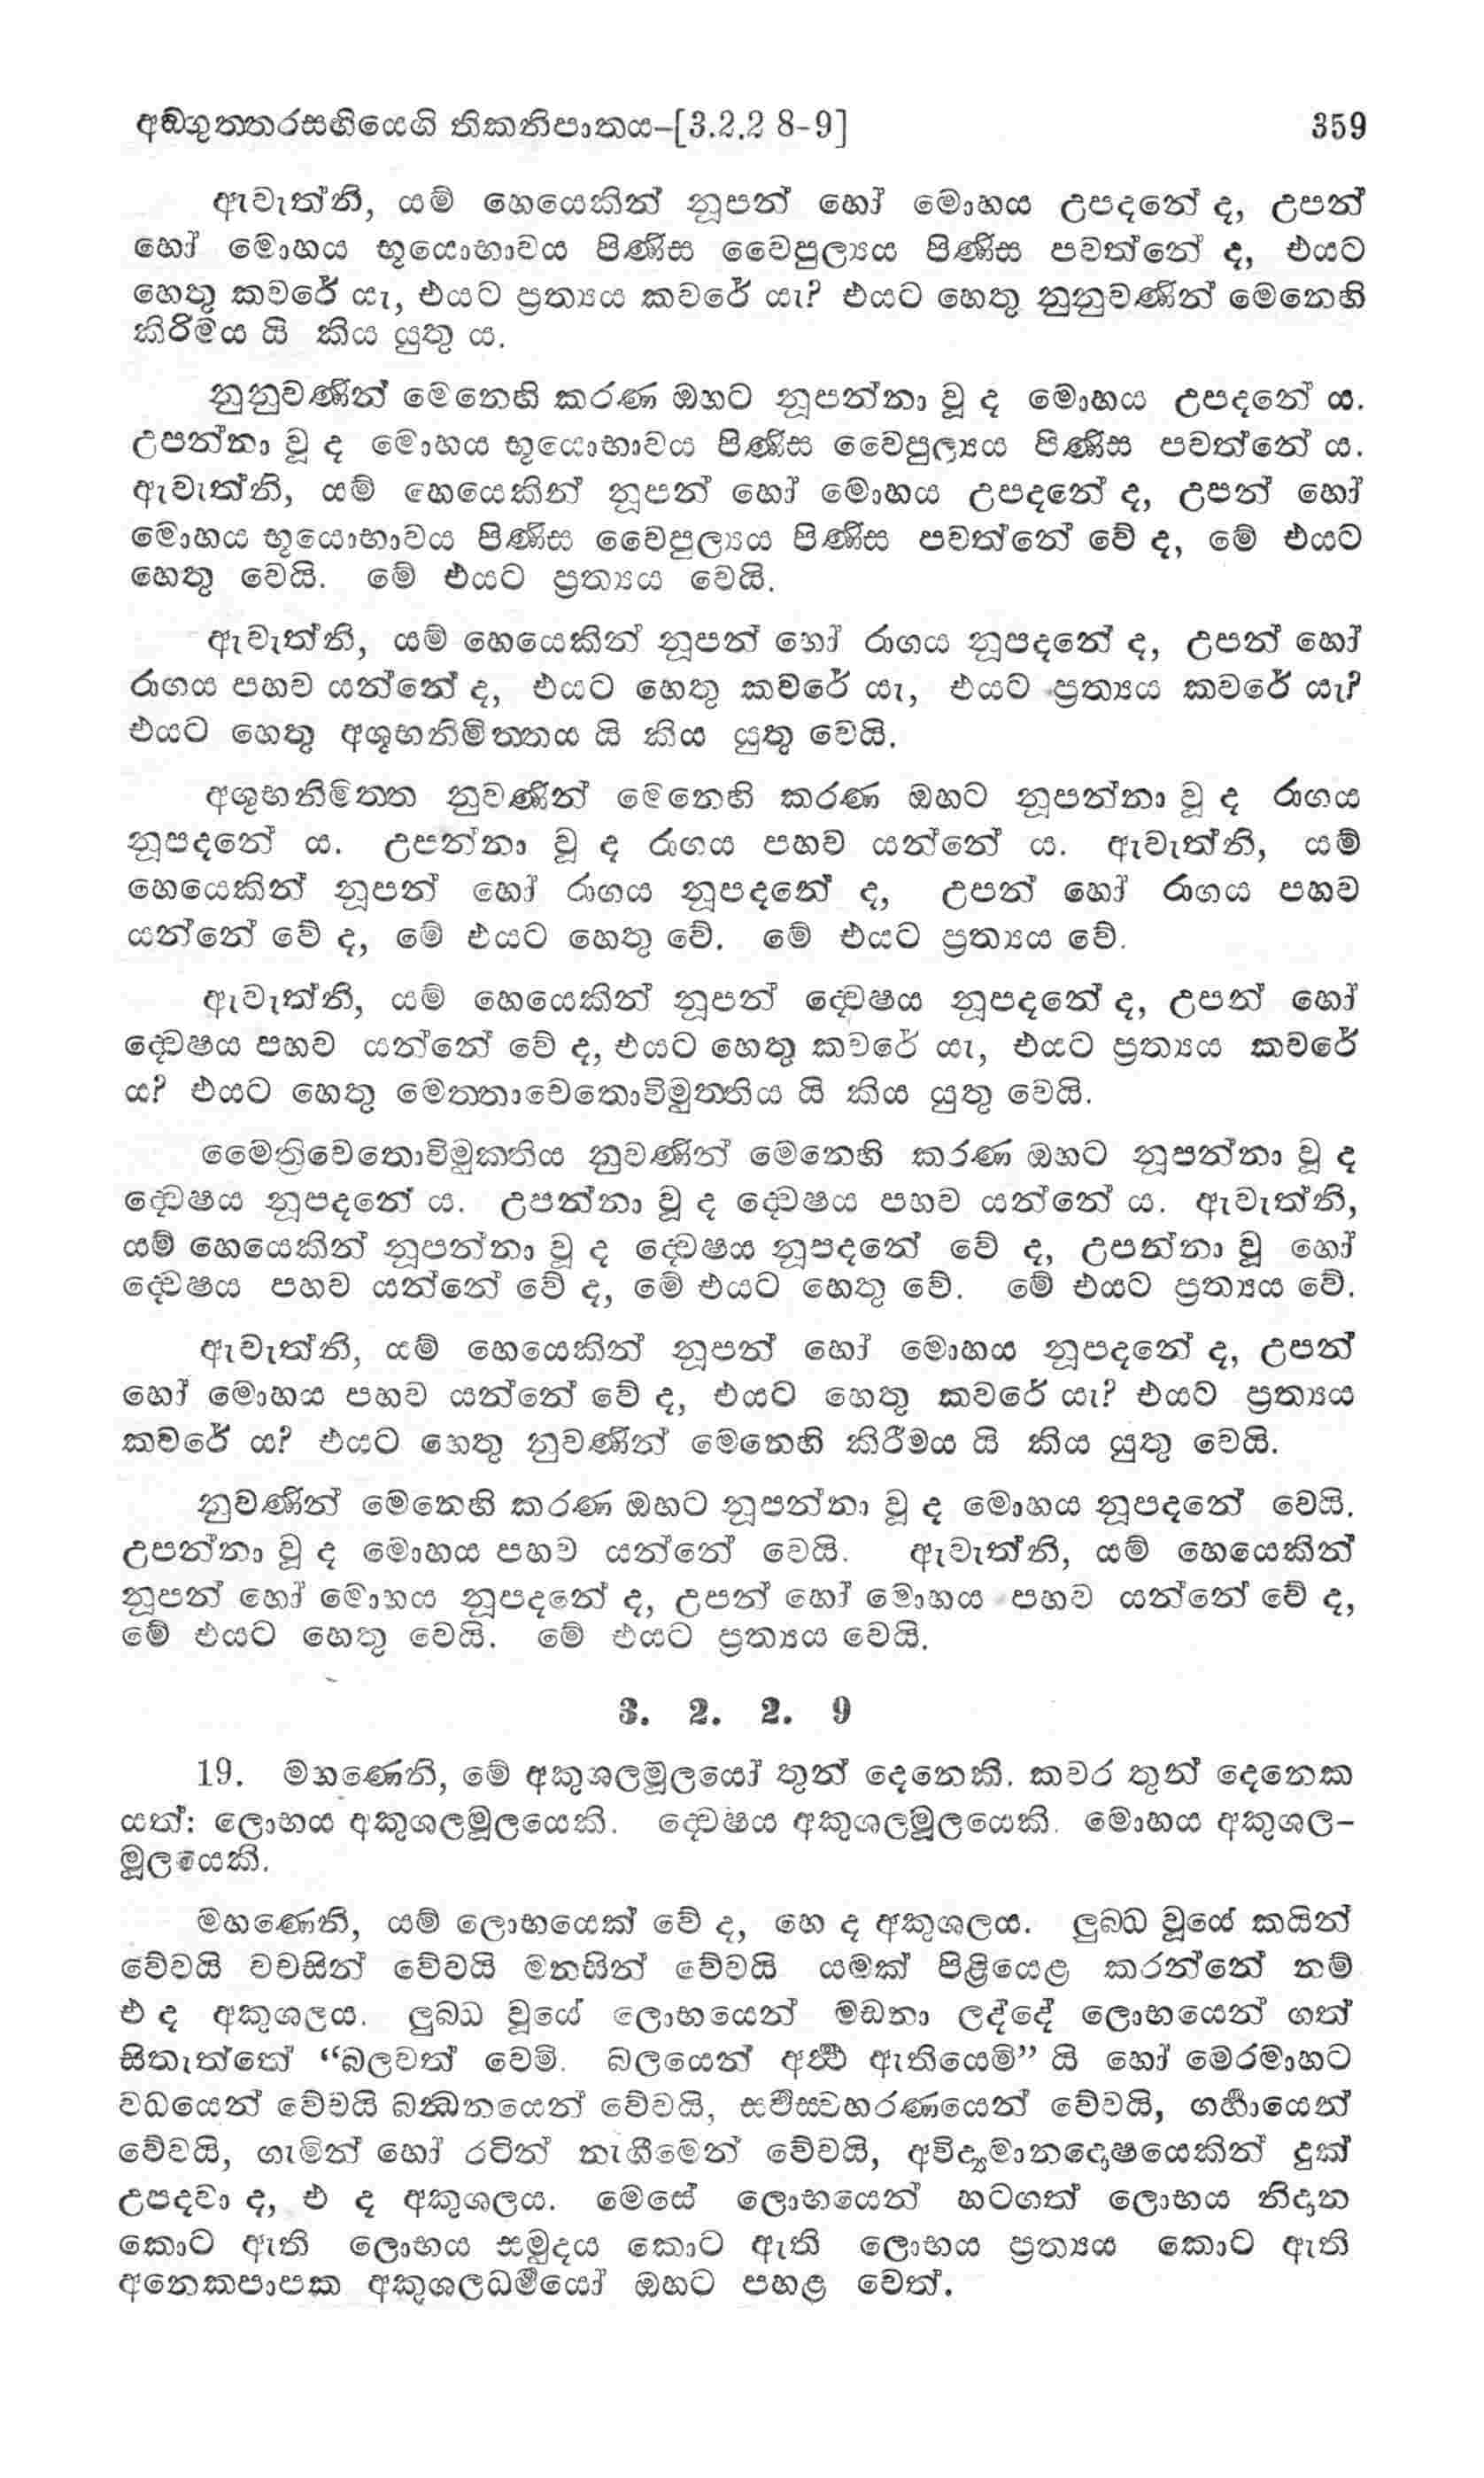 අඞ්ගුත්තරසඟියෙහි තිකනිපාතය–[3.2.2 8-9] 359
ඇවැත්නි, යම් හෙයෙකින් නූපන් හෝ මොහය උපදනේ ද, උපන්
හෝ මොහය භූයොභාවය පිණිස වෛපුල්‍යය පිණිස පවත්නේ ද, එයට
හෙතු කවරේ යැ, එයට ප්‍රත්‍යය කවරේ යැ? එයට හෙතු නුනුවණින් මෙනෙහි
කිරීමය යි කිය යුතු ය.
නුනුවණින් මෙනෙහි කරණ ඔහට නූපන්නා වූ ද මොහය උපදනේ ය.
උපන්නා වූ ද මොහය භූයොභාවය පිණිස වෛපුල්‍යය පිණිස පවත්නේ ය.
ඇවැත්නි, යම් හෙයෙකින් නූපන් හෝ මොහය උපදනේ ද, උපන් හෝ
මොහය භූයොභාවය පිණිස වෛපුල්‍යය පිණිස පවත්නේ වේ ද, මේ එයට
හෙතු වෙයි. මේ එයට ප්‍රත්‍යය වෙයි.
ඇවැත්නි, යම් හෙයෙකින් නූපන් හෝ රාගය නූපදනේ ද, උපන් හෝ
රාගය පහව යන්නේ ද, එයට හෙතු කවරේ යැ, එයට ප්‍රත්‍යය කවරේ යැ?
එයට හෙතු අශුභනිමිත්තය යි කිය යුතු වෙයි.
අශුභනිමිත්ත නුවණින් මෙනෙහි කරණ ඔහට නූපන්නා වූ ද රාගය
නූපදනේ ය. උපන්නා වූ ද රාගය පහව යන්නේ ය. ඇවැත්නි, යම්
හෙයෙකින් නූපන් හෝ රාගය නූපදනේ ද, උපන් හෝ රාගය පහව
යන්නේ වේ ද, මේ එයට හෙතු වේ. මේ එයට ප්‍රත්‍යය වේ.
ඇවැත්නි, යම් හෙයෙකින් නූපන් ද්වෙෂය නූපදනේ ද, උපන් හෝ
ද්වෙෂය පහව යන්නේ වේ ද, එයට හෙතු කවරේ යැ, එයට ප්‍රත්‍යය කවරේ
ය? එයට හෙතු මෙත්තාචෙතොවිමුත්තිය යි කිය යුතු වෙයි.
මෛත්‍රිචෙතොවිමුක්තිය නුවණින් මෙනෙහි කරණ ඔහට නූපන්නා වූ ද
ද්වෙෂය නූපදනේ ය. උපන්නා වූ ද ද්වෙෂය පහව යන්නේ ය. ඇවැත්නි,
යම් හෙයෙකින් නූපන්නා වූ ද ද්වෙෂය නූපදනේ වේ ද, උපන්නා වූ හෝ
ද්වෙෂය පහව යන්නේ වේ ද, මේ එයට හෙතු වේ. මේ එයට ප්‍රත්‍යය වේ.
ඇවැත්නි, යම් හෙයෙකින් නූපන් හෝ මොහය නූපදනේ ද, උපන්
හෝ මොහය පහව යන්නේ වේ ද, එයට හෙතු කවරේ යැ? එයට ප්‍රත්‍යය
කවරේ ය? එයට හෙතු නුවණින් මෙනෙහි කිරීමය යි කිය යුතු වෙයි.
නුවණින් මෙනෙහි කරණ ඔහට නූපන්නා වූ ද මොහය නූපදනේ වෙයි.
උපන්නා වූ ද මොහය පහව යන්නේ වෙයි. ඇවැත්නි, යම් හෙයෙකින්
නූපන් හෝ මොහය නූපදනේ ද, උපන් හෝ මොහය පහව යන්නේ වේ ද,
මේ එයට හෙතු වෙයි. මේ එයට ප්‍රත්‍යය වෙයි.
3. 2. 2. 9
19. මහණෙනි, මේ අකුශලමූලයෝ තුන් දෙනෙකි. කවර තුන් දෙනෙක
යත්: ලොභය අකුශලමූලයෙකි. ද්වෙෂය අකුශලමූලයෙකි. මොහය අකුශල-
මූලයෙකි.
මහණෙනි, යම් ලොභයෙක් වේ ද, හෙ ද අකුශලය. ලුබ්ධ වූයේ කයින්
වේවයි වචසින් වේවයි මනසින් වේවයි යමක් පිළියෙළ කරන්නේ නම්
එ ද අකුශලය. ලුබ්ධ වූයේ ලොභයෙන් මඩනා ලද්දේ ලොභයෙන් ගත්
සිතැත්තේ “බලවත් වෙමි. බලයෙන් අර්‍ත්‍ථ ඇතියෙමි” යි හෝ මෙරමාහට
වධයෙන් වේවයි බන්ධනයෙන් වේවයි, සර්‍වස්වහරණයෙන් වේවයි, ගර්‍හායෙන්
වේවයි, ගැමින් හෝ රටින් නැගීමෙන් වේවයි, අවිද්‍යමානදොෂයෙකින් දුක්
උපදවා ද, එ ද අකුශලය. මෙසේ ලොභයෙන් හටගත් ලොභය නිදාන
කොට ඇති ලොභය සමුදය කොට ඇති ලොභය ප්‍රත්‍යය කොට ඇති
අනෙකපාපක අකුශලධර්‍මයෝ ඔහට පහළ වෙත්.